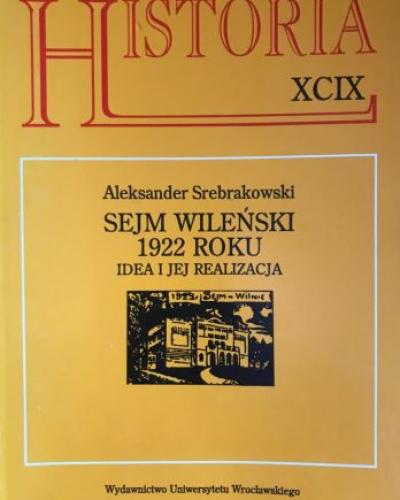 HISTORIA
XCIX
Aleksander Srebrakowski
SEJM WILEŃSKI
1922 ROKU
IDEA I JEJ REALIZACJA
1922 Sejm w Wilnie
Wydawnictwo Uniwersytetu Wrocławskiego